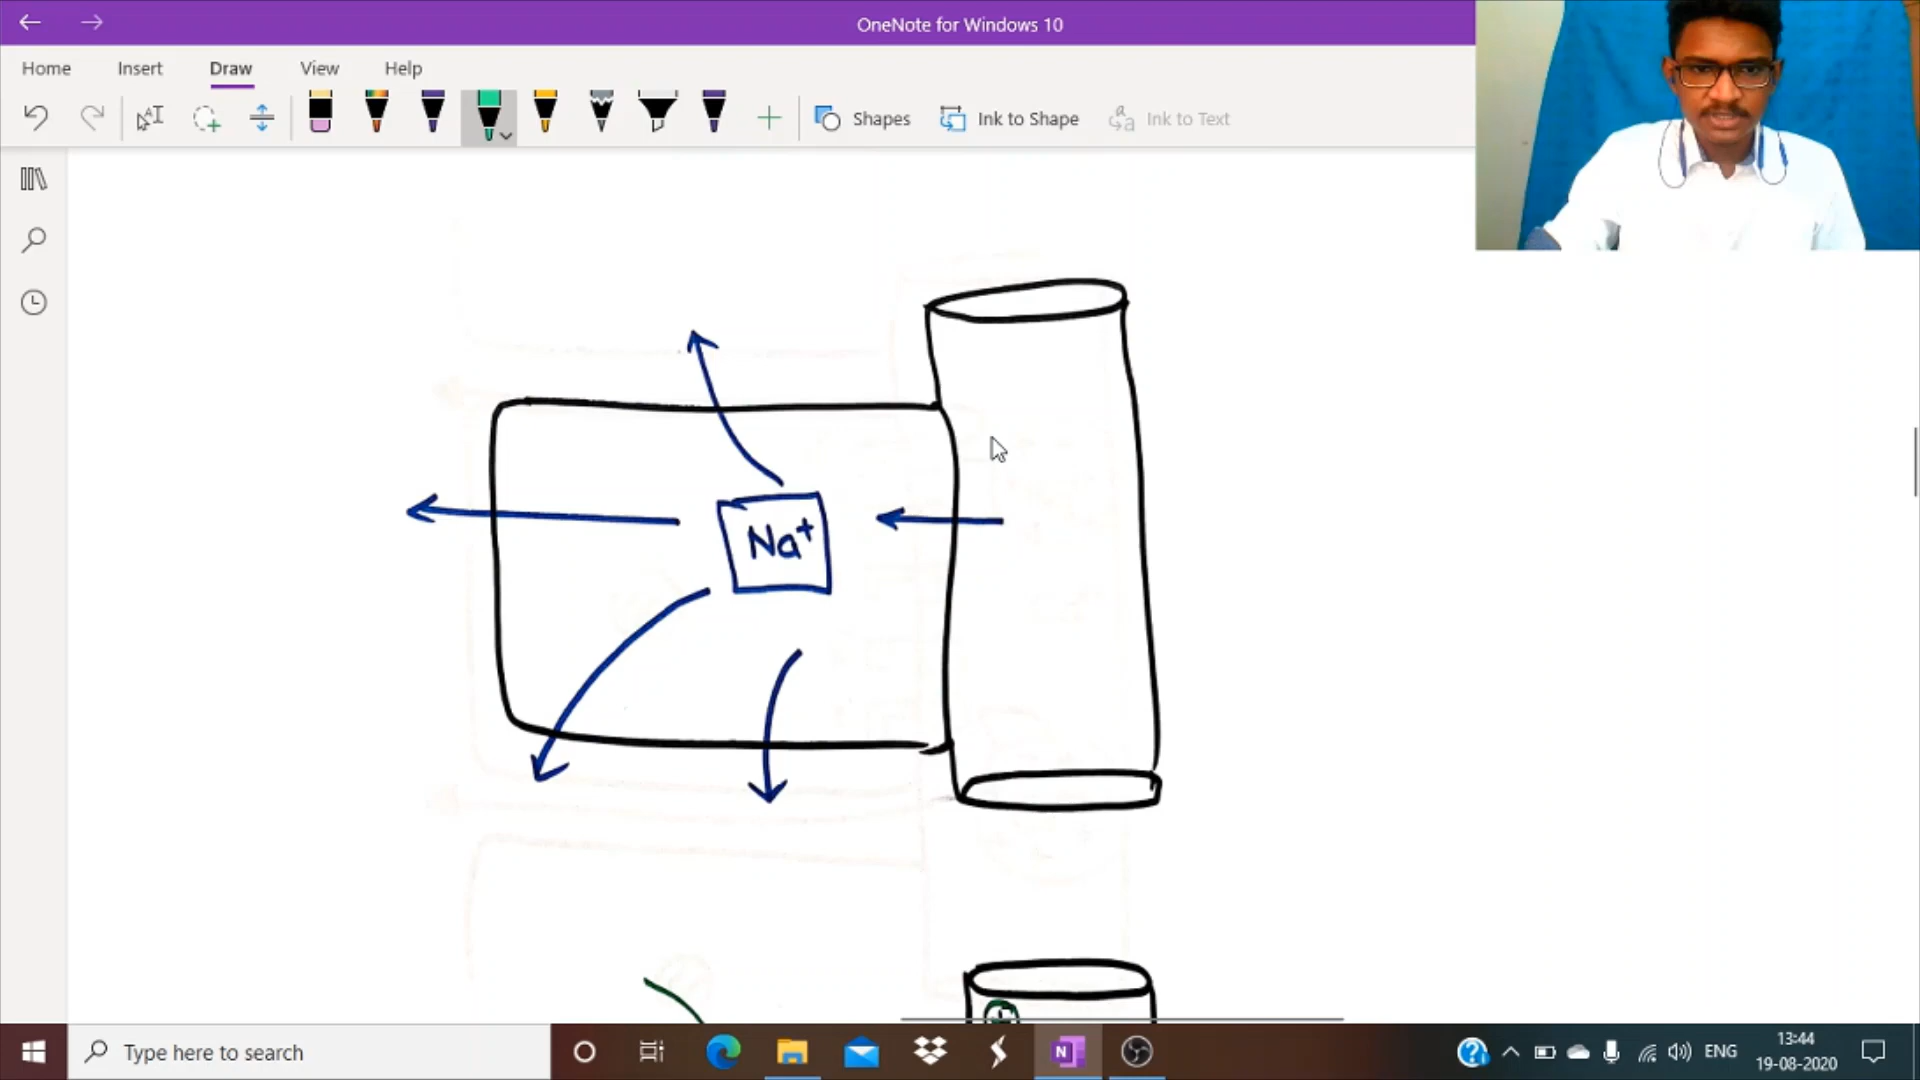 OneNote for Windows 10
Home Insert Draw View Help
Shapes Ink to Shape Ink to Text
Na+
Type here to search
ENG
13:44
19-08-2020